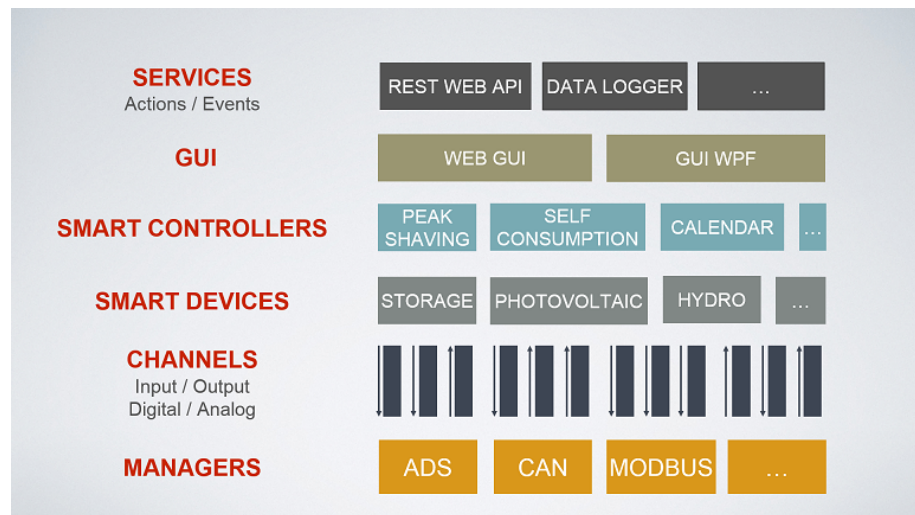 SERVICES
Actions / Events
REST WEB API
DATA LOGGER
...
GUI
WEB GUI
GUI WPF
SMART CONTROLLERS
PEAK
SHAVING
SELF
CONSUMPTION
CALENDAR
...
SMART DEVICES
STORAGE
PHOTOVOLTAIC
HYDRO
...
CHANNELS
Input / Output
Digital / Analog
MANAGERS
ADS
CAN
MODBUS
...